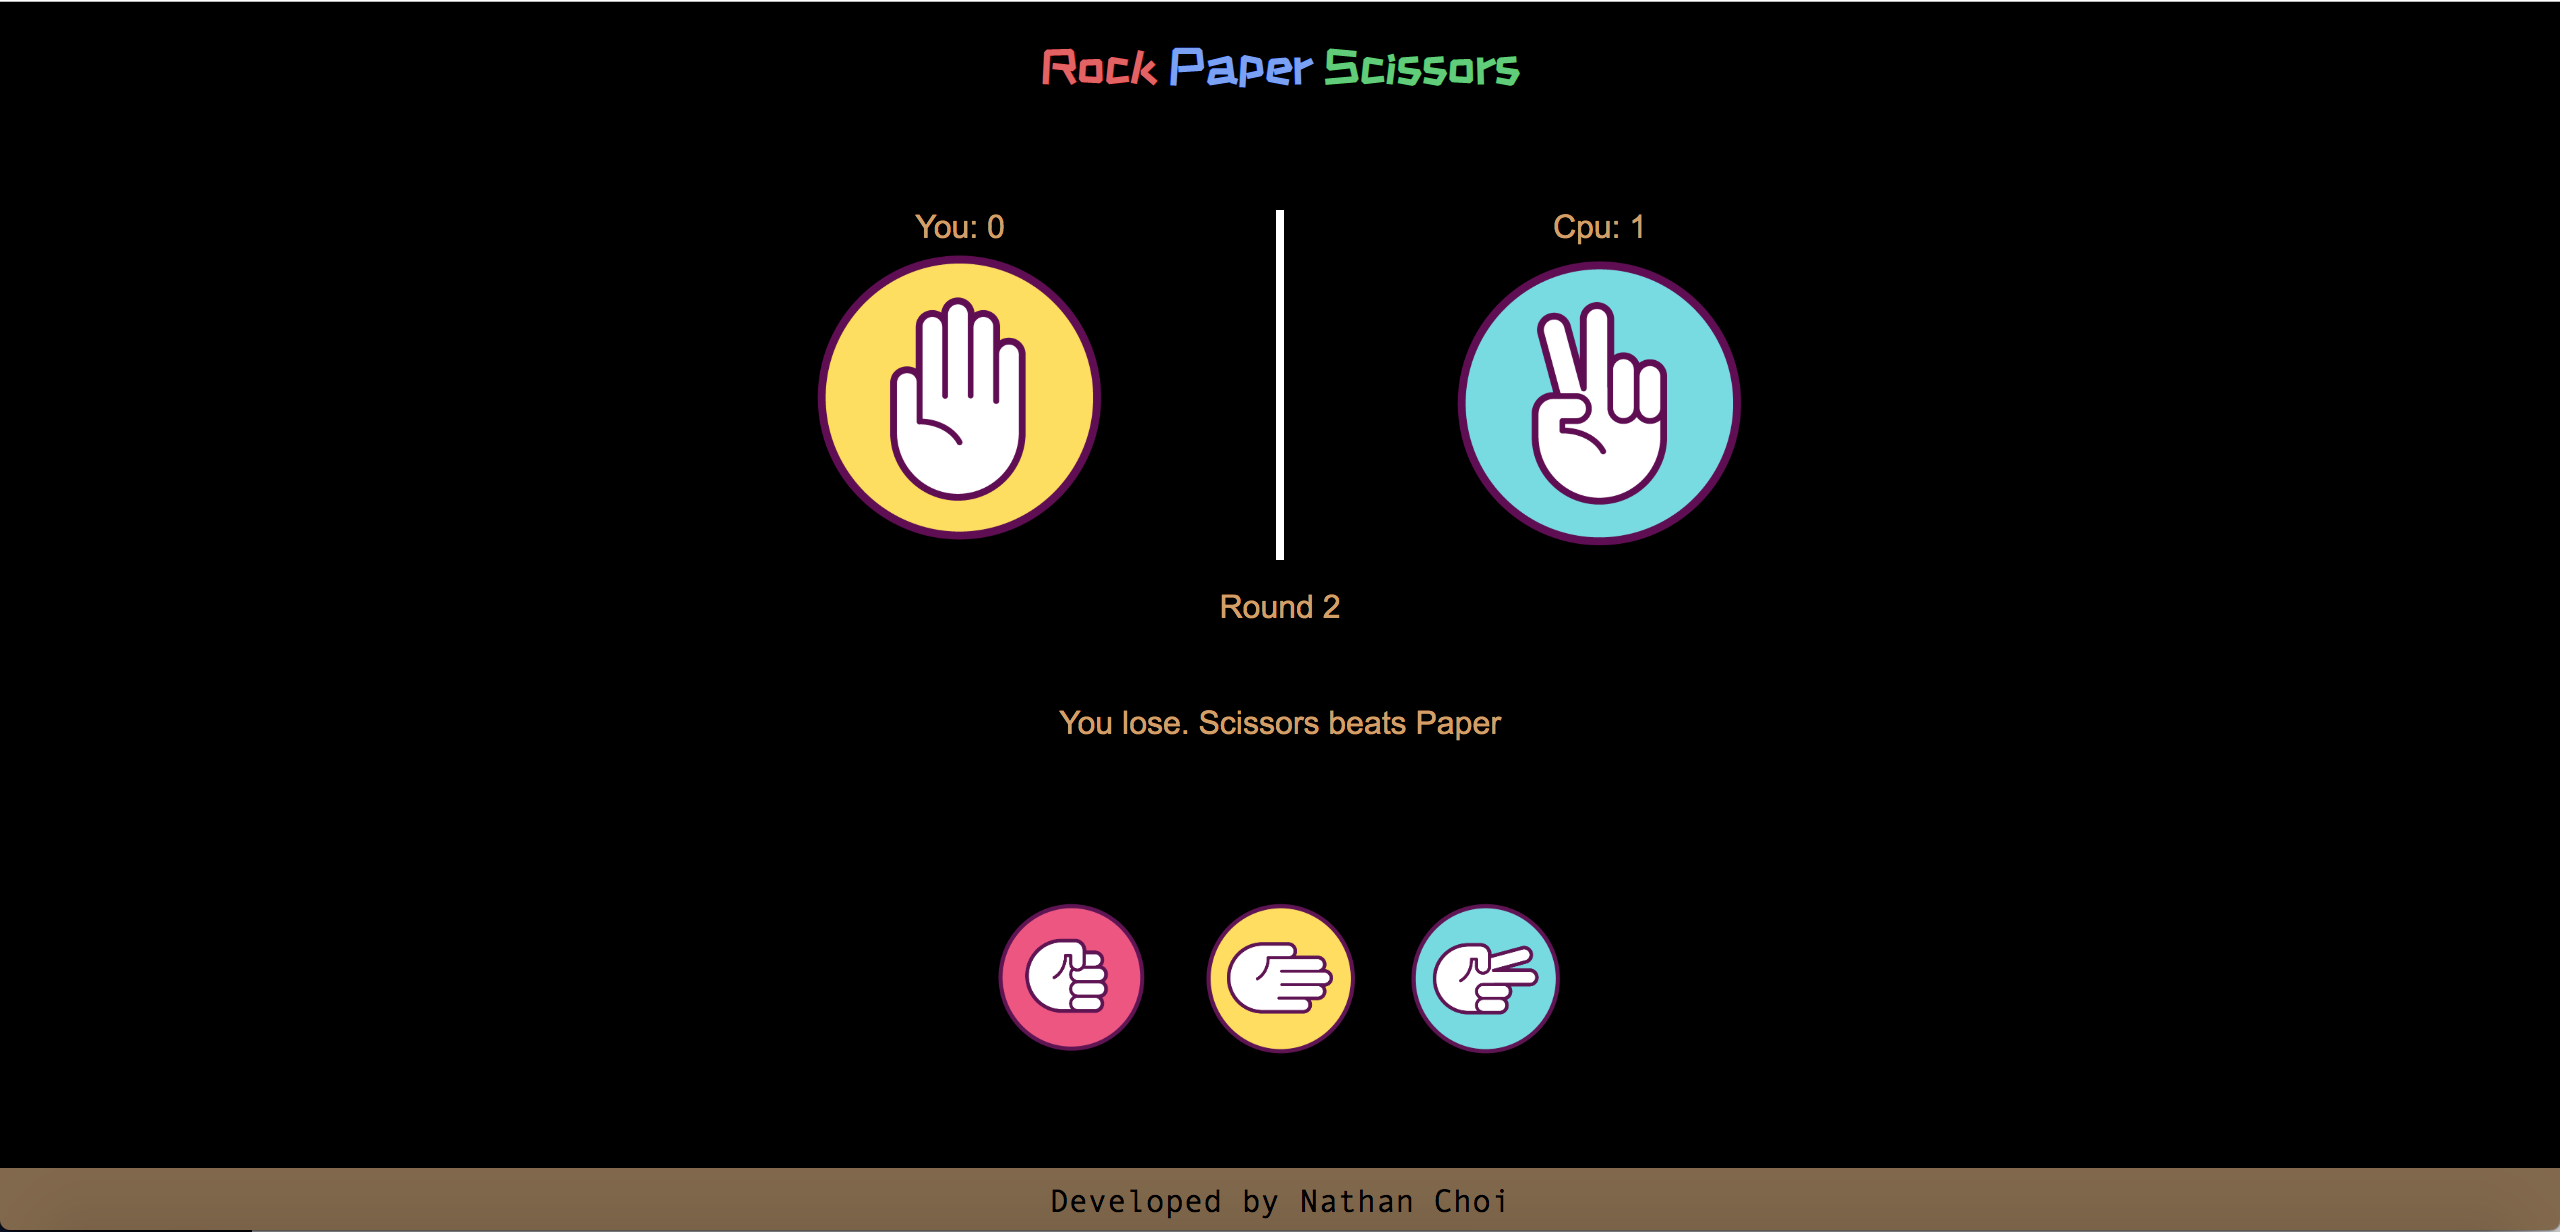 Rock Paper Scissors
You: 0
Cpu: 1
Round 2
You lose. Scissors beats Paper
Developed by Nathan Choi